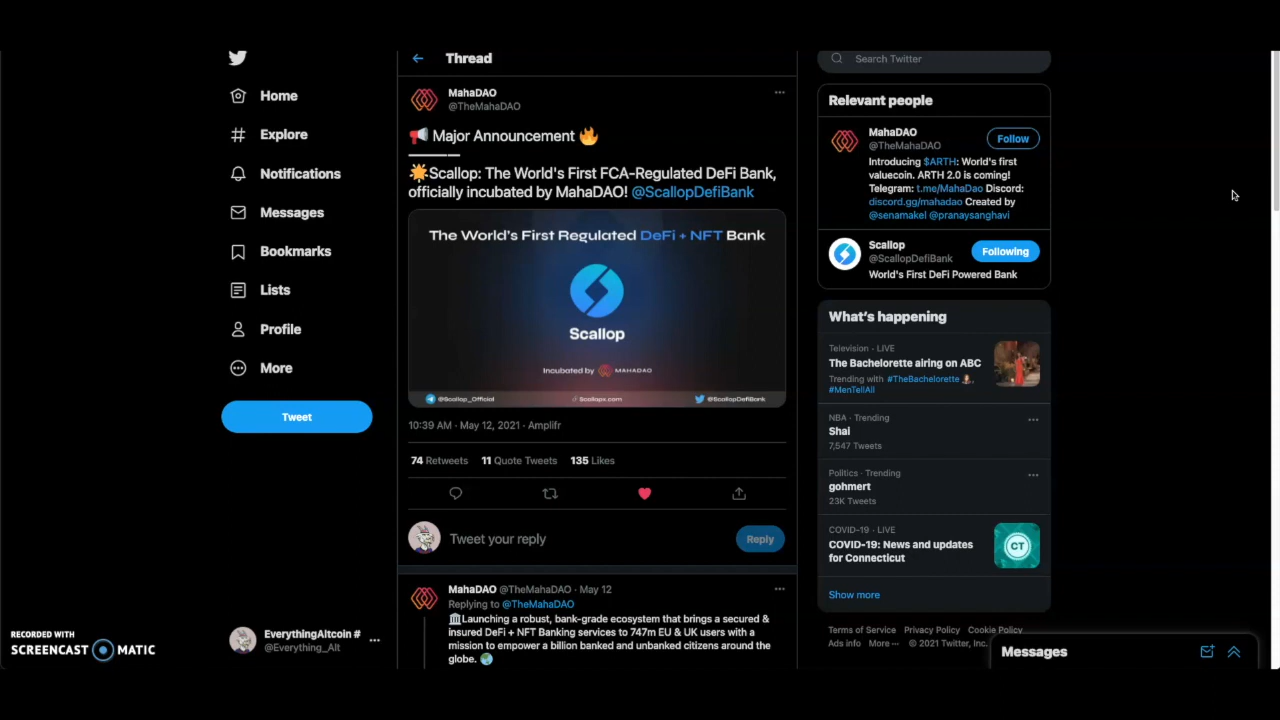 Home
Explore
Notifications
Messages
Bookmarks
Lists
Profile
More
Tweet
EverythingAltcoin #
@Everything_Alt
RECORDED WITH
SCREENCAST MATIC
Thread
MahaDAO
@TheMahaDAO
📢 Major Announcement 🔥
🌟Scallop: The World's First FCA-Regulated DeFi Bank,
officially incubated by MahaDAO! @ScallopDefiBank
The World's First Regulated DeFi + NFT Bank
Scallop
Incubated by MAHADAO
@Scallop_Official
Scallopx.com
@ScallopDefiBank
10:39 AM · May 12, 2021 · Amplifr
74 Retweets 11 Quote Tweets 135 Likes
Tweet your reply
Reply
MahaDAO @TheMahaDAO · May 12
Replying to @TheMahaDAO
🏛Launching a robust, bank-grade ecosystem that brings a secured &
insured DeFi + NFT Banking services to 747m EU & UK users with a
mission to empower a billion banked and unbanked citizens around the
globe. 🌏
Search Twitter
Relevant people
MahaDAO
@TheMahaDAO
Follow
Introducing $ARTH: World's first
valuecoin. ARTH 2.0 is coming!
Telegram: t.me/MahaDao Discord:
discord.gg/mahadao Created by
@senamakel @pranaysanghavi
Scallop
@ScallopDefiBank
Following
World's First DeFi Powered Bank
What's happening
Television · LIVE
The Bachelorette airing on ABC
Trending with #TheBachelorette
#MenTellAll
NBA · Trending
Shai
7,547 Tweets
Politics · Trending
gohmert
23K Tweets
COVID-19 · LIVE
COVID-19: News and updates
for Connecticut
CT
Show more
Terms of Service Privacy Policy Cookie Policy
Ads info More ··· © 2021 Twitter, Inc.
Messages